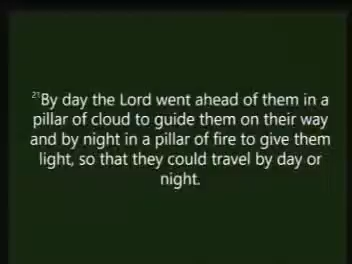 ²¹By day the Lord went ahead of them in a
pillar of cloud to guide them on their way
and by night in a pillar of fire to give them
light, so that they could travel by day or
night.